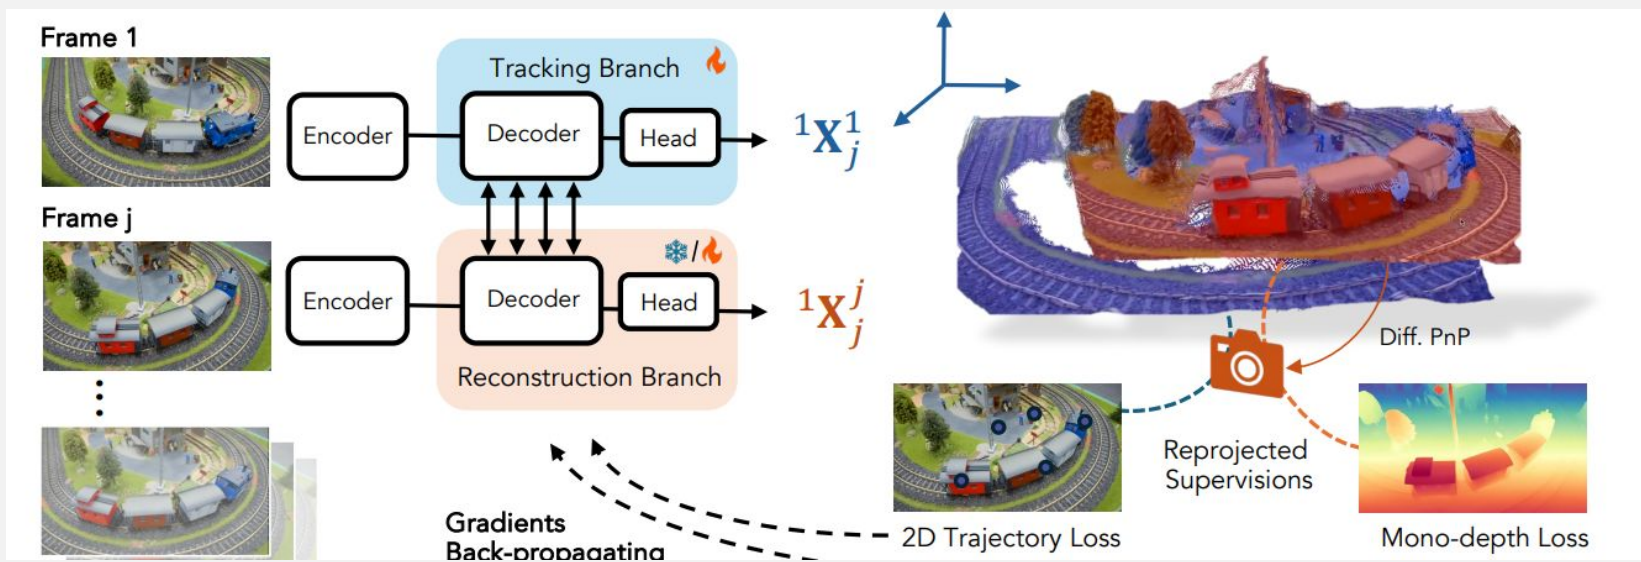 Frame 1
Tracking Branch
Encoder
Decoder
Head
¹X¹ⱼ
Frame j
Encoder
Decoder
Head
/
¹Xʲⱼ
Reconstruction Branch
Diff. PnP
Reprojected
Supervisions
Gradients
Back-propagating
2D Trajectory Loss
Mono-depth Loss